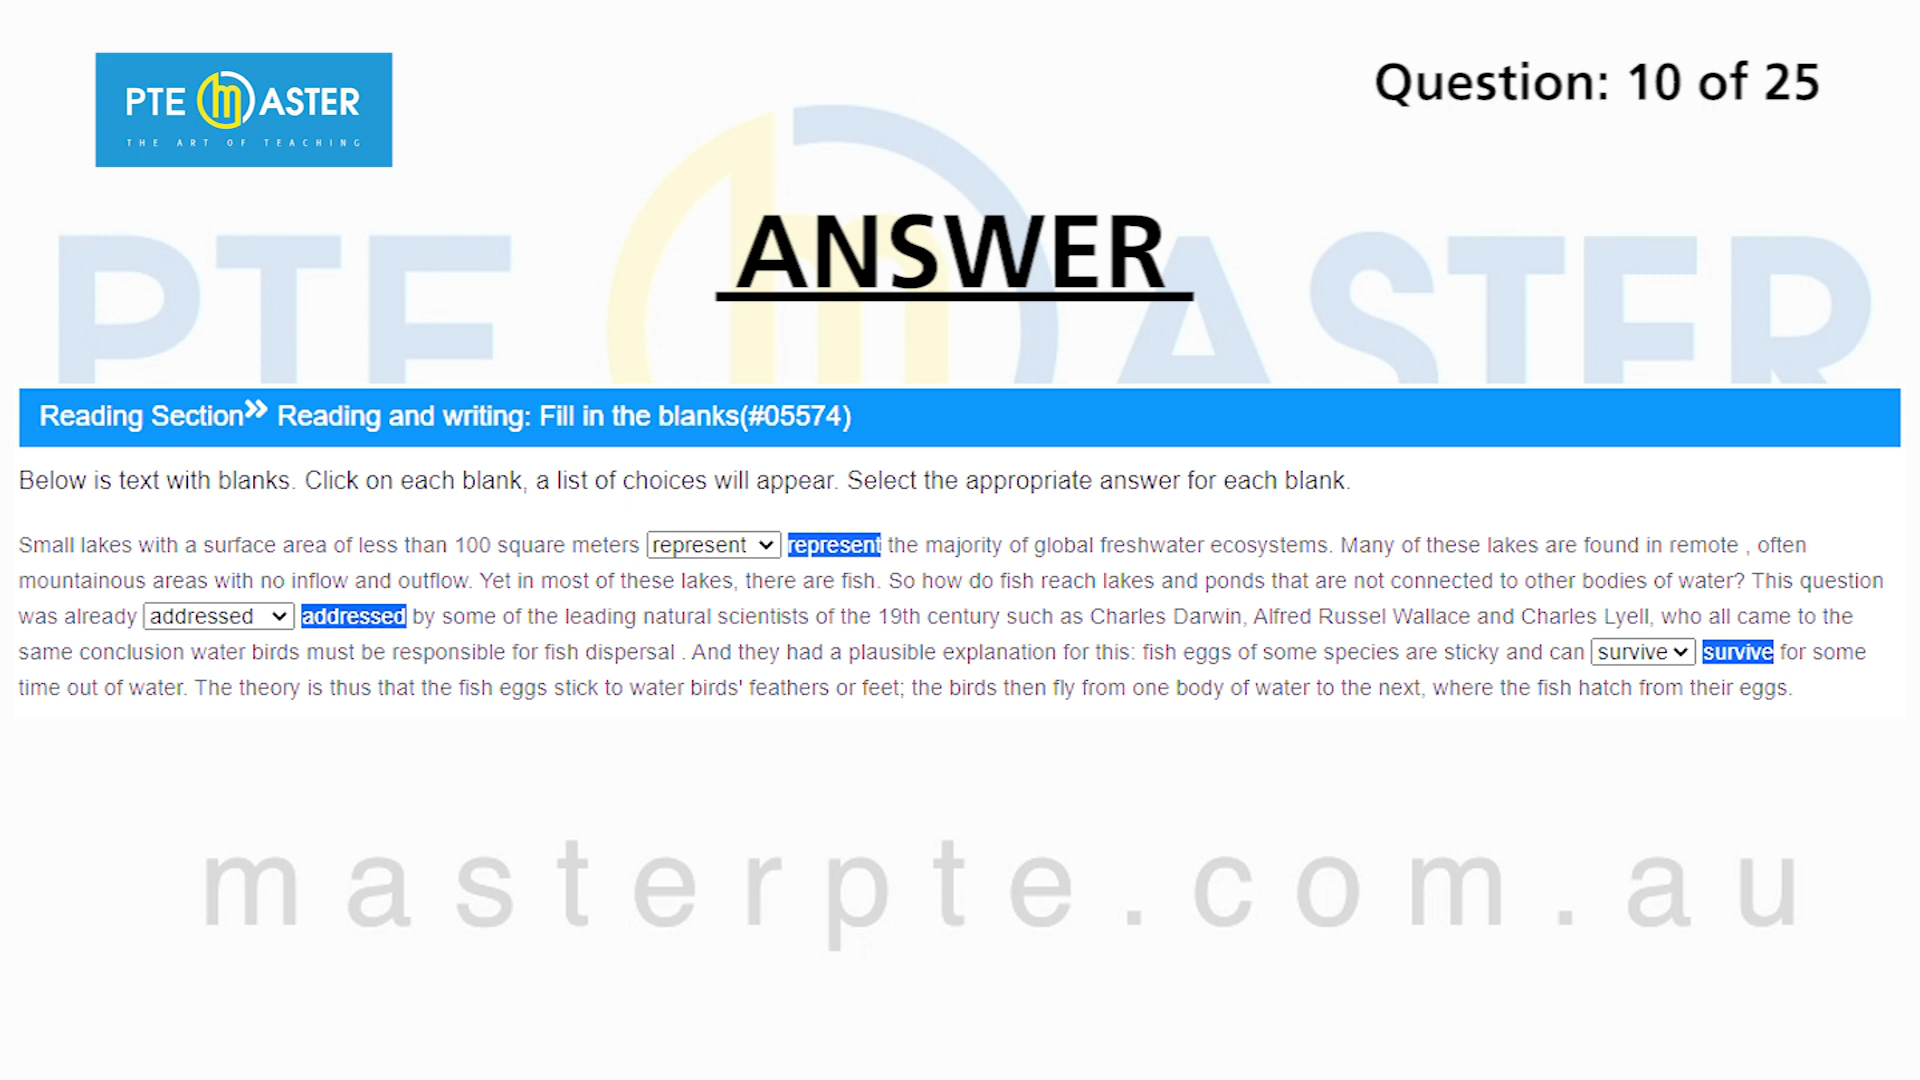 PTE MASTER
THE ART OF TEACHING
Question: 10 of 25
PTE MASTER
ANSWER
Reading Section» Reading and writing: Fill in the blanks(#05574)
Below is text with blanks. Click on each blank, a list of choices will appear. Select the appropriate answer for each blank.
Small lakes with a surface area of less than 100 square meters represent represent the majority of global freshwater ecosystems. Many of these lakes are found in remote , often
mountainous areas with no inflow and outflow. Yet in most of these lakes, there are fish. So how do fish reach lakes and ponds that are not connected to other bodies of water? This question
was already addressed addressed by some of the leading natural scientists of the 19th century such as Charles Darwin, Alfred Russel Wallace and Charles Lyell, who all came to the
same conclusion water birds must be responsible for fish dispersal . And they had a plausible explanation for this: fish eggs of some species are sticky and can survive survive for some
time out of water. The theory is thus that the fish eggs stick to water birds' feathers or feet; the birds then fly from one body of water to the next, where the fish hatch from their eggs.
masterpte.com.au